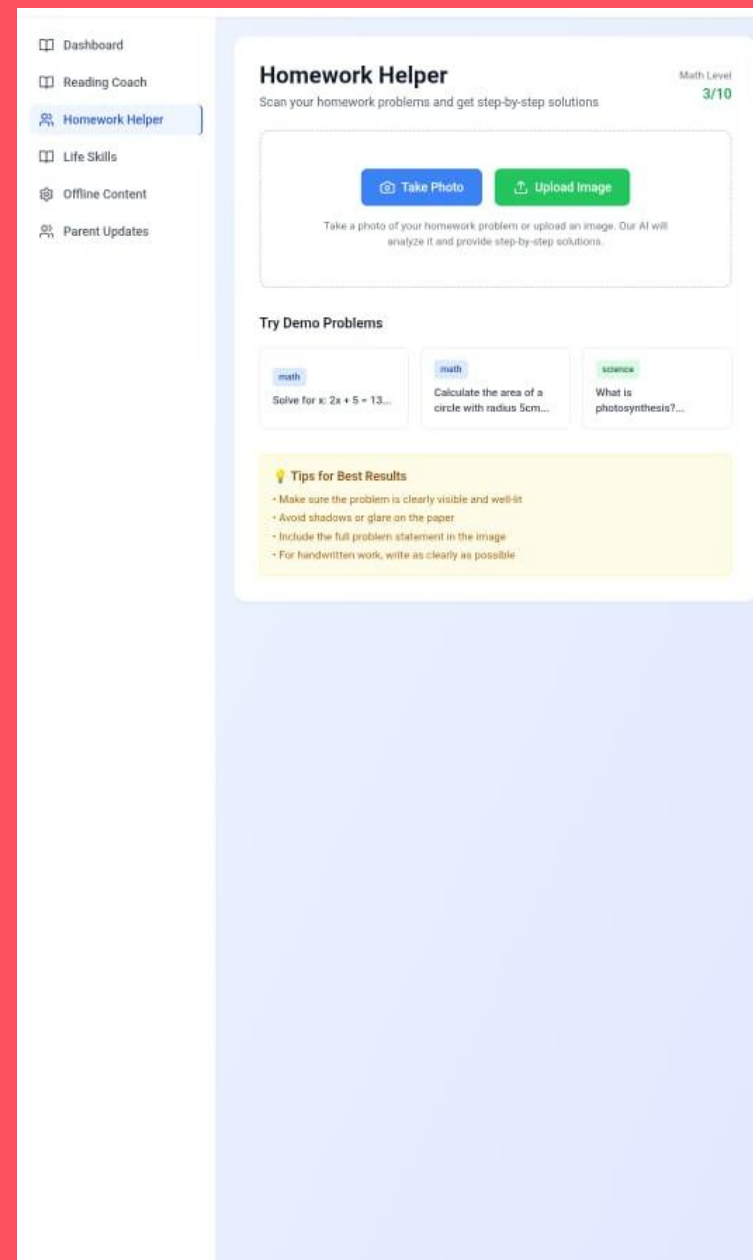 Dashboard
Reading Coach
Homework Helper
Life Skills
Offline Content
Parent Updates
Homework Helper
Scan your homework problems and get step-by-step solutions
Math Level
3/10
Take Photo
Upload Image
Take a photo of your homework problem or upload an image. Our AI will
analyze it and provide step-by-step solutions.
Try Demo Problems
math
Solve for x: 2x + 5 = 13...
math
Calculate the area of a
circle with radius 5cm...
science
What is
photosynthesis?...
💡 Tips for Best Results
• Make sure the problem is clearly visible and well-lit
• Avoid shadows or glare on the paper
• Include the full problem statement in the image
• For handwritten work, write as clearly as possible